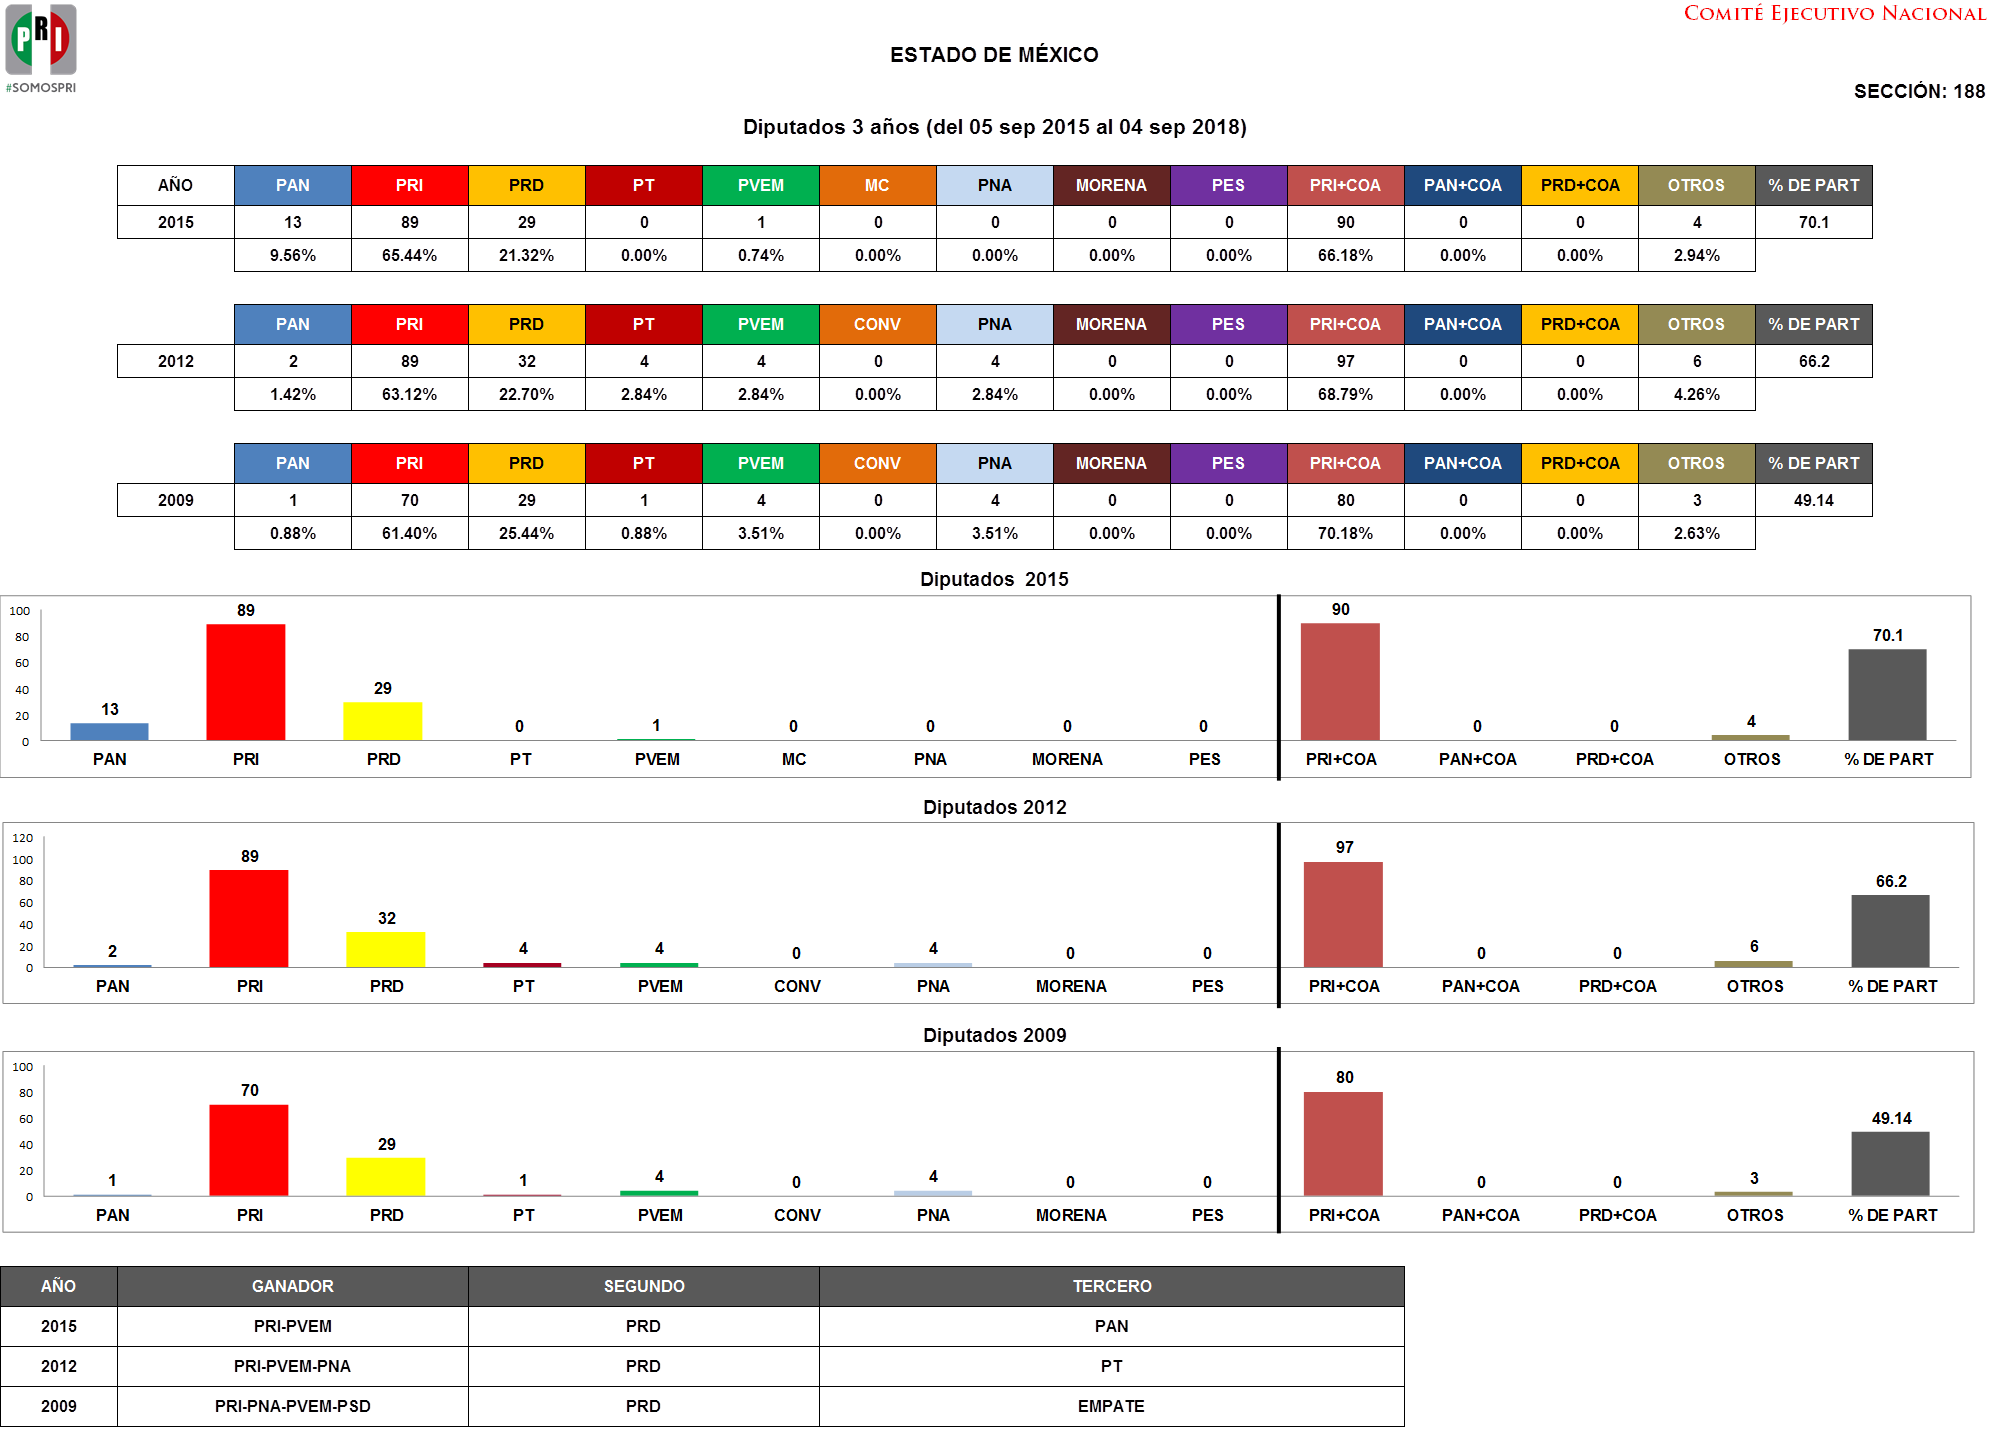 PRI
#SOMOSPRI
COMITÉ EJECUTIVO NACIONAL
ESTADO DE MÉXICO
SECCIÓN: 188
Diputados 3 años (del 05 sep 2015 al 04 sep 2018)
AÑO PAN PRI PRD PT PVEM MC PNA MORENA PES PRI+COA PAN+COA PRD+COA OTROS % DE PART
2015 13 89 29 0 1 0 0 0 0 90 0 0 4 70.1
9.56% 65.44% 21.32% 0.00% 0.74% 0.00% 0.00% 0.00% 0.00% 66.18% 0.00% 0.00% 2.94%
PAN PRI PRD PT PVEM CONV PNA MORENA PES PRI+COA PAN+COA PRD+COA OTROS % DE PART
2012 2 89 32 4 4 0 4 0 0 97 0 0 6 66.2
1.42% 63.12% 22.70% 2.84% 2.84% 0.00% 2.84% 0.00% 0.00% 68.79% 0.00% 0.00% 4.26%
PAN PRI PRD PT PVEM CONV PNA MORENA PES PRI+COA PAN+COA PRD+COA OTROS % DE PART
2009 1 70 29 1 4 0 4 0 0 80 0 0 3 49.14
0.88% 61.40% 25.44% 0.88% 3.51% 0.00% 3.51% 0.00% 0.00% 70.18% 0.00% 0.00% 2.63%
Diputados 2015
100
80
60
40
20
0
13 89 29 0 1 0 0 0 0 90 0 0 4 70.1
PAN PRI PRD PT PVEM MC PNA MORENA PES PRI+COA PAN+COA PRD+COA OTROS % DE PART
Diputados 2012
120
100
80
60
40
20
0
2 89 32 4 4 0 4 0 0 97 0 0 6 66.2
PAN PRI PRD PT PVEM CONV PNA MORENA PES PRI+COA PAN+COA PRD+COA OTROS % DE PART
Diputados 2009
100
80
60
40
20
0
1 70 29 1 4 0 4 0 0 80 0 0 3 49.14
PAN PRI PRD PT PVEM CONV PNA MORENA PES PRI+COA PAN+COA PRD+COA OTROS % DE PART
AÑO GANADOR SEGUNDO TERCERO
2015 PRI-PVEM PRD PAN
2012 PRI-PVEM-PNA PRD PT
2009 PRI-PNA-PVEM-PSD PRD EMPATE